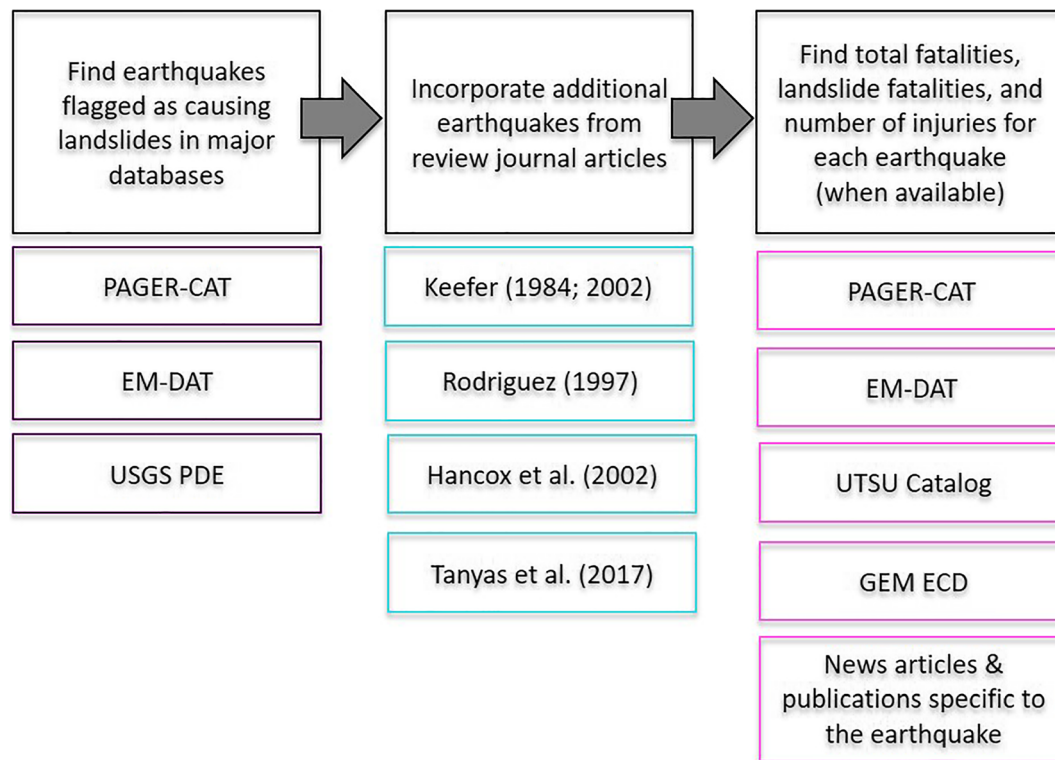 Find earthquakes
flagged as causing
landslides in major
databases
PAGER-CAT
EM-DAT
USGS PDE
Incorporate additional
earthquakes from
review journal articles
Keefer (1984; 2002)
Rodriguez (1997)
Hancox et al. (2002)
Tanyas et al. (2017)
Find total fatalities,
landslide fatalities, and
number of injuries for
each earthquake
(when available)
PAGER-CAT
EM-DAT
UTSU Catalog
GEM ECD
News articles &
publications specific to
the earthquake